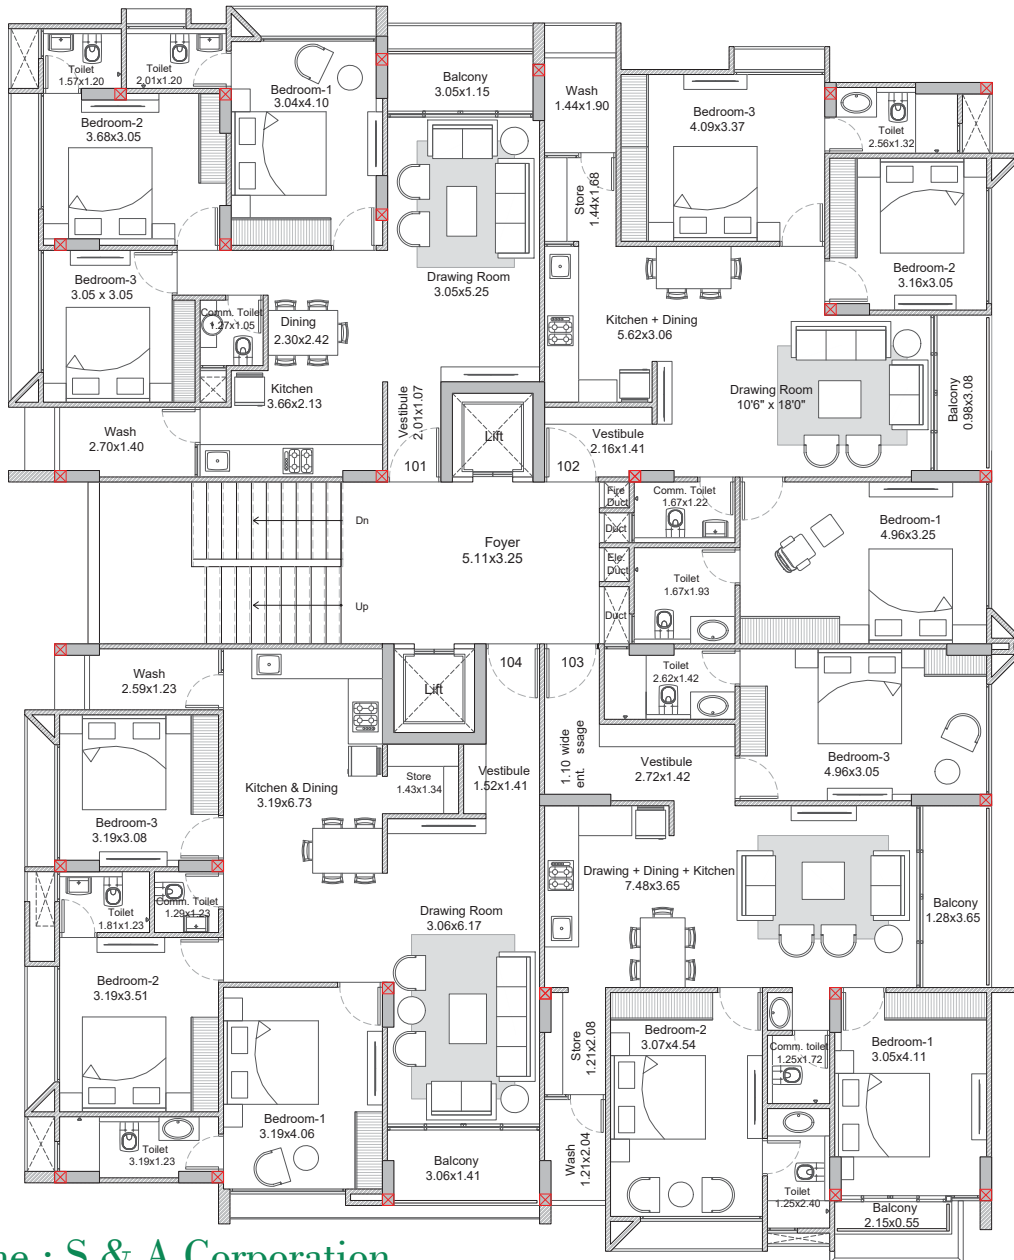 Toilet
1.57x1.20
Toilet
2.01x1.20
Bedroom-1
3.04x4.10
Balcony
3.05x1.15
Wash
1.44x1.90
Bedroom-3
4.09x3.37
Toilet
2.56x1.32
Bedroom-2
3.68x3.05
Store
1.44x1.68
Bedroom-2
3.16x3.05
Bedroom-3
3.05 x 3.05
Drawing Room
3.05x5.25
Comm. Toilet
1.27x1.05
Dining
2.30x2.42
Kitchen + Dining
5.62x3.06
Kitchen
3.66x2.13
Drawing Room
10'6" x 18'0"
Balcony
0.98x3.08
Vestibule
2.01x1.07
Wash
2.70x1.40
Lift
Vestibule
2.16x1.41
101
102
Fire
Duct
Comm. Toilet
1.67x1.22
Dn
Duct
Bedroom-1
4.96x3.25
Foyer
5.11x3.25
Ele.
Duct
Toilet
1.67x1.93
Up
Duct
104
103
Wash
2.59x1.23
Lift
Toilet
2.62x1.42
1.10 wide
ent. ssage
Vestibule
2.72x1.42
Bedroom-3
4.96x3.05
Kitchen & Dining
3.19x6.73
Store
1.43x1.34
Vestibule
1.52x1.41
Bedroom-3
3.19x3.08
Drawing + Dining + Kitchen
7.48x3.65
Balcony
1.28x3.65
Toilet
1.81x1.23
Comm. Toilet
1.29x1.23
Drawing Room
3.06x6.17
Bedroom-2
3.19x3.51
Store
1.21x2.08
Bedroom-2
3.07x4.54
Comm. toilet
1.25x1.72
Bedroom-1
3.05x4.11
Bedroom-1
3.19x4.06
Toilet
3.19x1.23
Balcony
3.06x1.41
Wash
1.21x2.04
Toilet
1.25x2.40
Balcony
2.15x0.55
ne : S & A Corporation